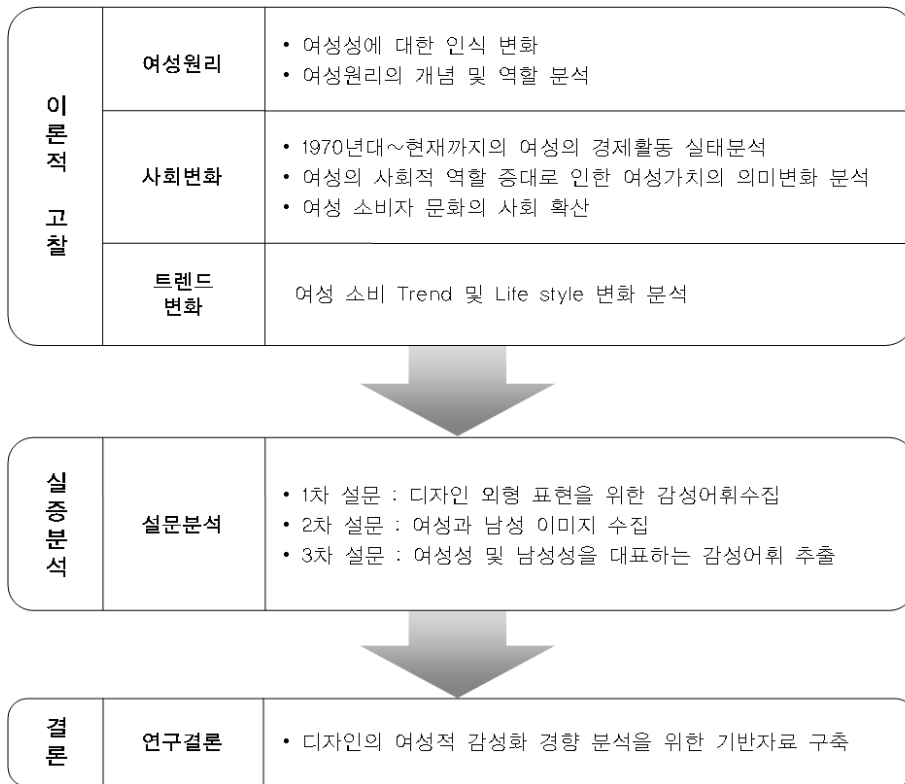 이론적 고찰
여성원리
• 여성성에 대한 인식 변화
• 여성원리의 개념 및 역할 분석
사회변화
• 1970년대~현재까지의 여성의 경제활동 실태분석
• 여성의 사회적 역할 증대로 인한 여성가치의 의미변화 분석
• 여성 소비자 문화의 사회 확산
트렌드
변화
여성 소비 Trend 및 Life style 변화 분석
실증분석
설문분석
• 1차 설문 : 디자인 외형 표현을 위한 감성어휘수집
• 2차 설문 : 여성과 남성 이미지 수집
• 3차 설문 : 여성성 및 남성성을 대표하는 감성어휘 추출
결론
연구결론
• 디자인의 여성적 감성화 경향 분석을 위한 기반자료 구축